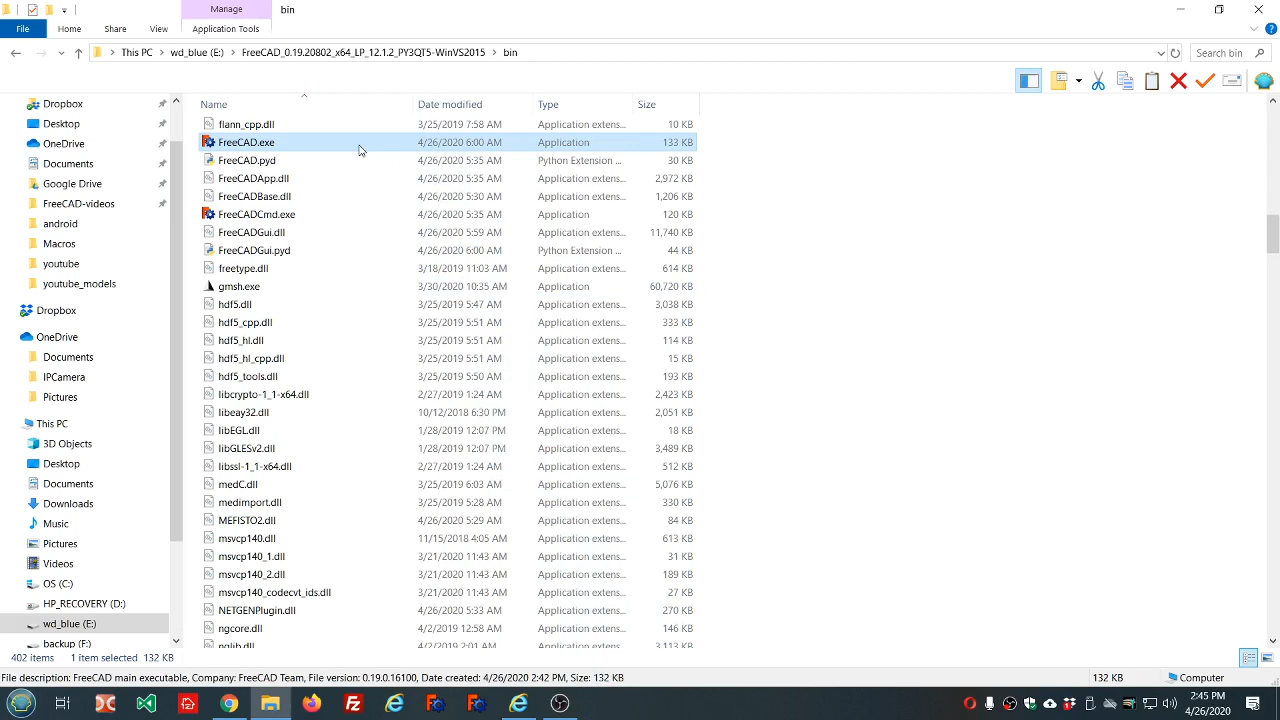 Manage
bin
File
Home
Share
View
Application Tools
This PC
wd_blue (E:)
FreeCAD_0.19.20802_x64_LP_12.1.2_PY3QT5-WinVS2015
bin
Search bin
Dropbox
Desktop
OneDrive
Documents
Google Drive
FreeCAD-videos
android
Macros
youtube
youtube_models
Dropbox
OneDrive
Documents
IPCamera
Pictures
This PC
3D Objects
Desktop
Documents
Downloads
Music
Pictures
Videos
OS (C:)
HP_RECOVERY (D:)
wd_blue (E:)
backup (F:)
Name Date modified Type Size
flann_cpp.dll 3/25/2019 7:58 AM Application extens... 10 KB
FreeCAD.exe 4/26/2020 6:00 AM Application 133 KB
FreeCAD.pyd 4/26/2020 5:35 AM Python Extension ... 30 KB
FreeCADApp.dll 4/26/2020 5:35 AM Application extens... 2,972 KB
FreeCADBase.dll 4/26/2020 5:30 AM Application extens... 1,206 KB
FreeCADCmd.exe 4/26/2020 5:35 AM Application 120 KB
FreeCADGui.dll 4/26/2020 5:59 AM Application extens... 11,740 KB
FreeCADGui.pyd 4/26/2020 6:00 AM Python Extension ... 44 KB
freetype.dll 3/18/2019 11:03 AM Application extens... 614 KB
gmsh.exe 3/30/2020 10:35 AM Application 60,720 KB
hdf5.dll 3/25/2019 5:47 AM Application extens... 3,038 KB
hdf5_cpp.dll 3/25/2019 5:51 AM Application extens... 333 KB
hdf5_hl.dll 3/25/2019 5:51 AM Application extens... 114 KB
hdf5_hl_cpp.dll 3/25/2019 5:51 AM Application extens... 15 KB
hdf5_tools.dll 3/25/2019 5:50 AM Application extens... 193 KB
libcrypto-1_1-x64.dll 2/27/2019 1:24 AM Application extens... 2,423 KB
libeay32.dll 10/12/2018 6:30 PM Application extens... 2,051 KB
libEGL.dll 1/28/2019 12:07 PM Application extens... 18 KB
libGLESv2.dll 1/28/2019 12:07 PM Application extens... 3,489 KB
libssl-1_1-x64.dll 2/27/2019 1:24 AM Application extens... 512 KB
medC.dll 3/25/2019 6:03 AM Application extens... 5,076 KB
medimport.dll 3/25/2019 5:28 AM Application extens... 330 KB
MEFISTO2.dll 4/26/2020 5:29 AM Application extens... 84 KB
msvcp140.dll 11/15/2018 4:05 AM Application extens... 613 KB
msvcp140_1.dll 3/21/2020 11:43 AM Application extens... 31 KB
msvcp140_2.dll 3/21/2020 11:43 AM Application extens... 189 KB
msvcp140_codecvt_ids.dll 3/21/2020 11:43 AM Application extens... 27 KB
NETGENPlugin.dll 4/26/2020 5:33 AM Application extens... 270 KB
ngcore.dll 4/2/2019 12:58 AM Application extens... 146 KB
nglib.dll 4/2/2019 2:01 AM Application extens... 3,113 KB
402 items 1 item selected 132 KB
File description: FreeCAD main executable, Company: FreeCAD Team, File version: 0.19.0.16100, Date created: 4/26/2020 2:42 PM, Size: 132 KB
132 KB
Computer
2:45 PM
4/26/2020